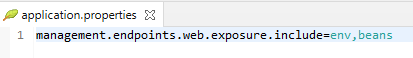 application.properties
1 management.endpoints.web.exposure.include=env,beans